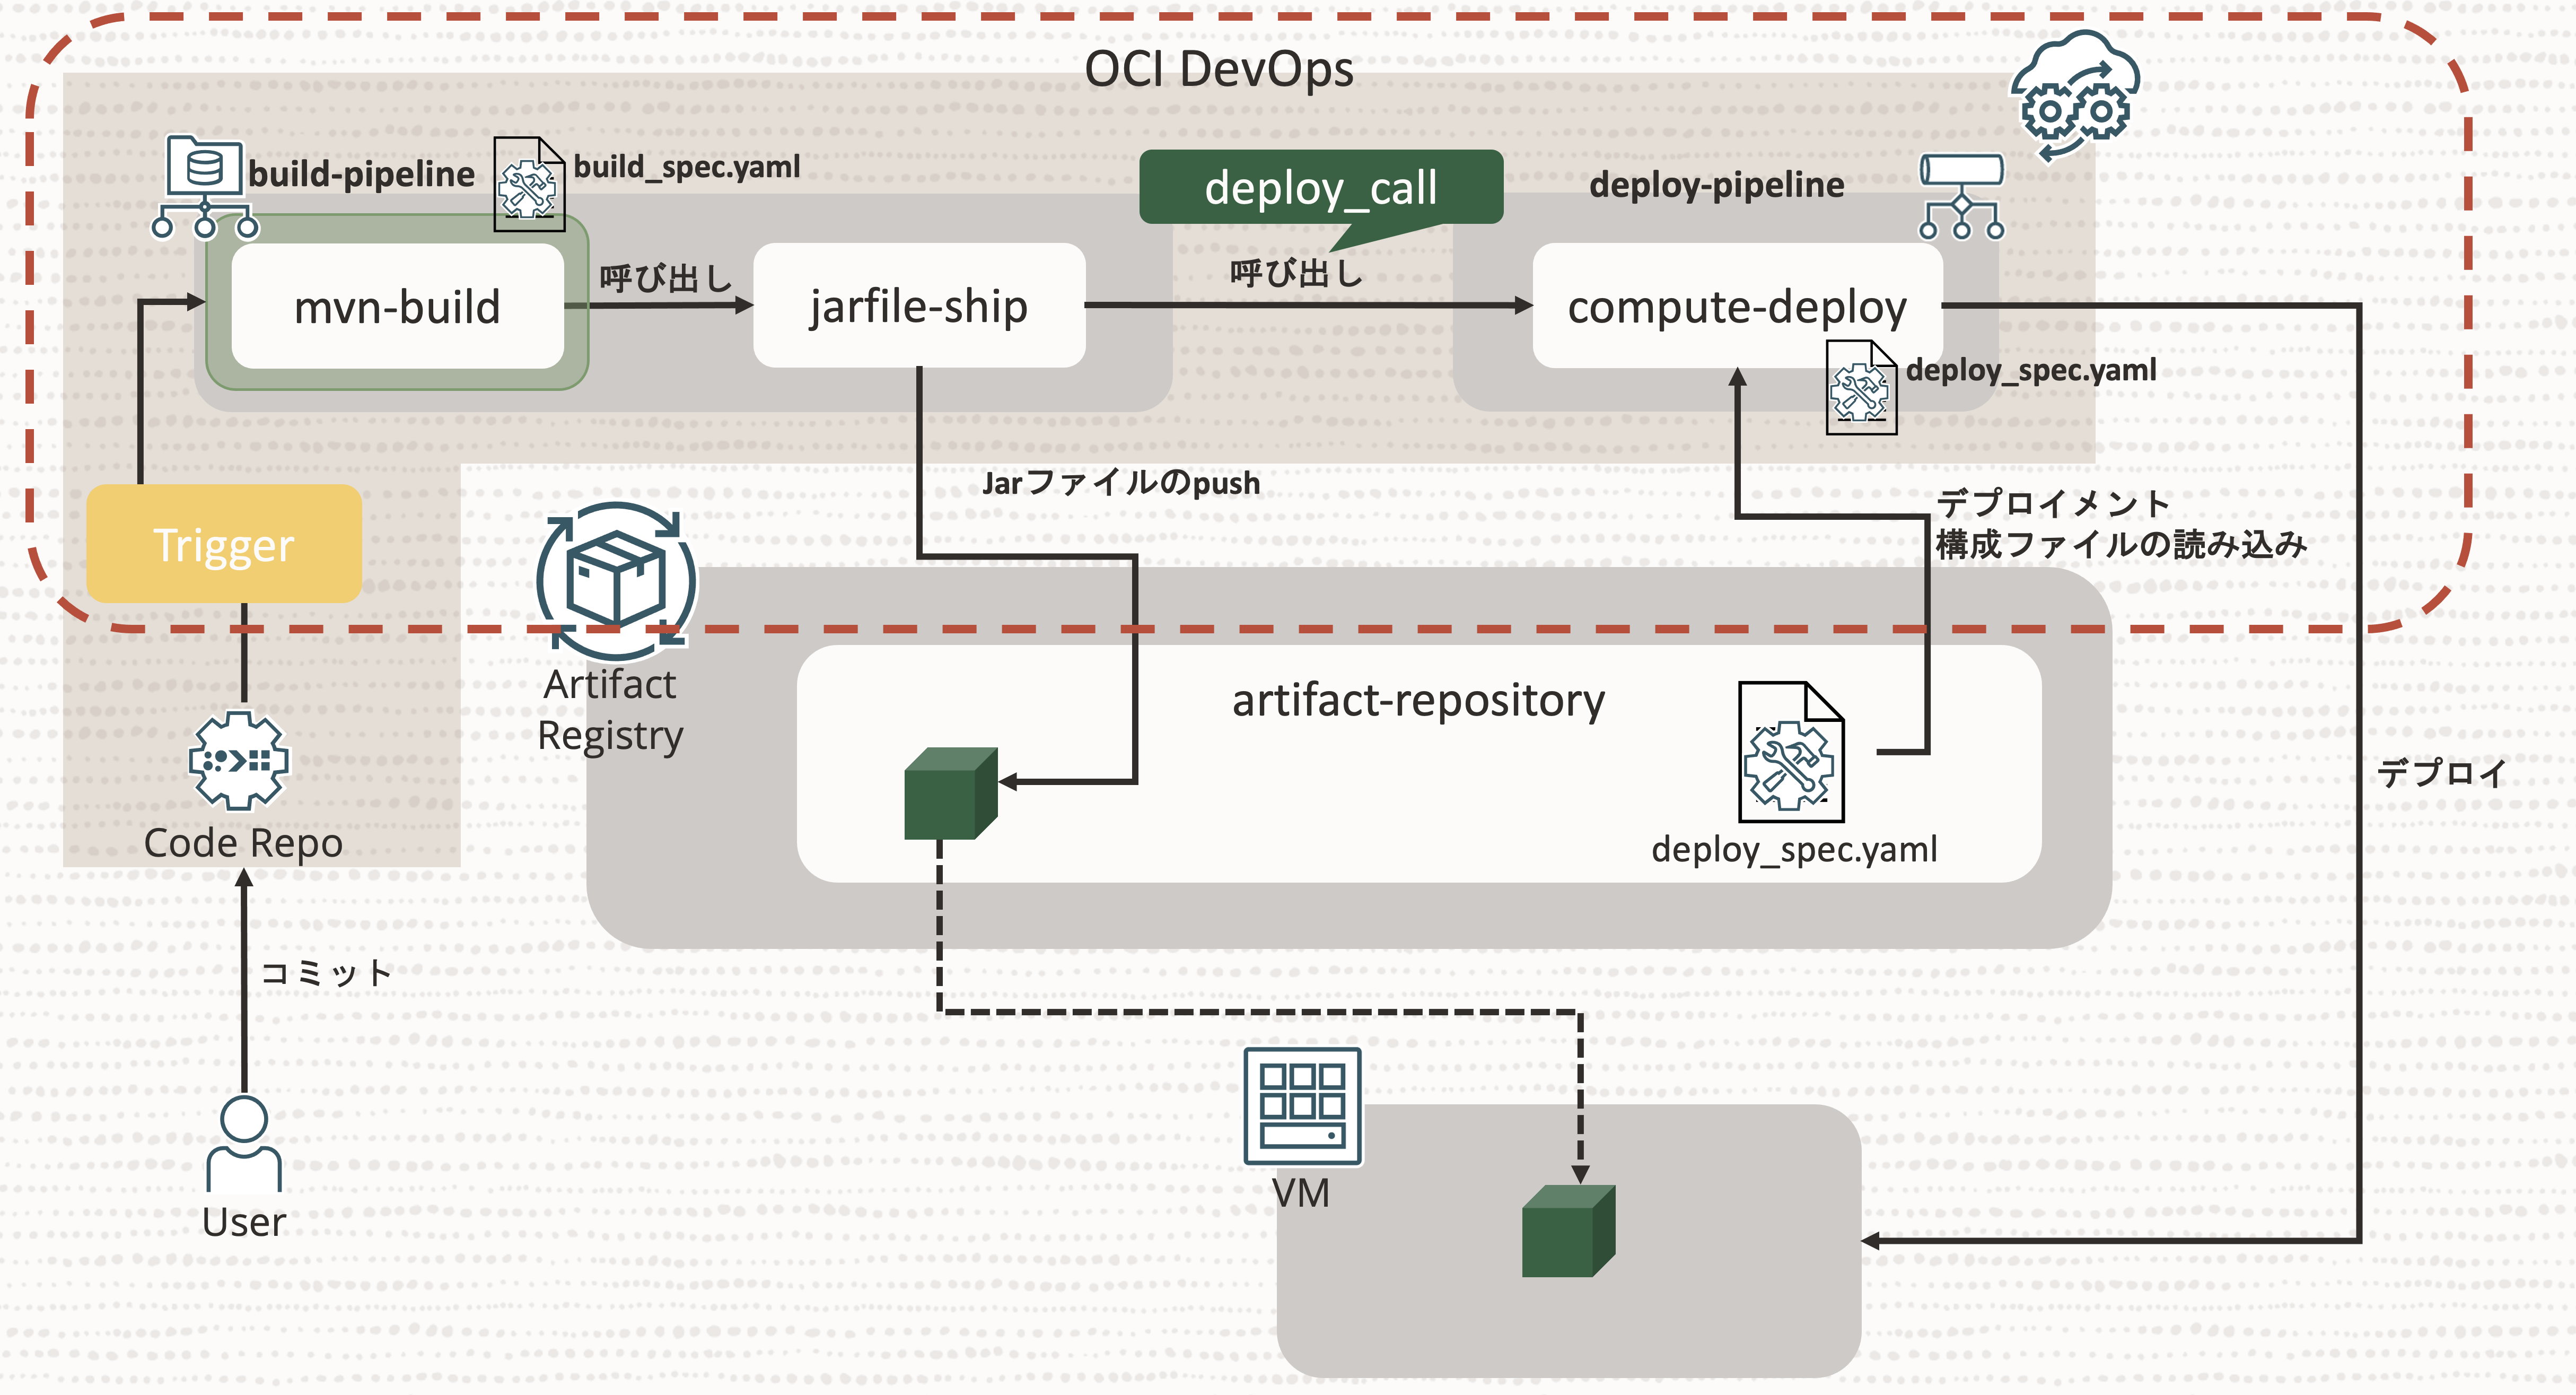 OCI DevOps
build-pipeline
build_spec.yaml
deploy_call
deploy-pipeline
mvn-build
呼び出し
jarfile-ship
呼び出し
compute-deploy
deploy_spec.yaml
Trigger
Jarファイルのpush
デプロイメント
構成ファイルの読み込み
Artifact
Registry
artifact-repository
deploy_spec.yaml
Code Repo
デプロイ
コミット
VM
User